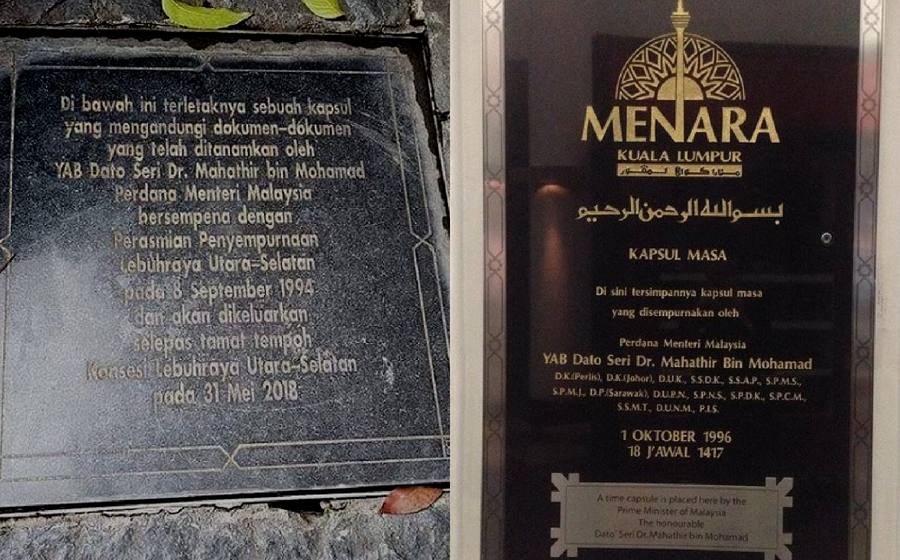 Di bawah ini terletaknya sebuah kapsul
yang mengandungi dokumen-dokumen
yang telah ditanamkan oleh
YAB Dato Seri Dr. Mahathir bin Mohamad
Perdana Menteri Malaysia
bersempena dengan
Perasmian Penyempurnaan
Lebuhraya Utara-Selatan
pada 8 September 1994
dan akan dikeluarkan
selepas tamat tempoh
Konsesi Lebuhraya Utara-Selatan
pada 31 Mei 2018
MENARA
KUALA LUMPUR
منارا كوالا لمڤور
بسم الله الرحمن الرحيم
KAPSUL MASA
Di sini tersimpannya kapsul masa
yang disempurnakan oleh
Perdana Menteri Malaysia
YAB Dato Seri Dr. Mahathir Bin Mohamad
D.K.(Perlis), D.K.(Johor), D.U.K., S.S.D.K., S.S.A.P., S.P.M.S.,
S.P.M.J., D.P.(Sarawak), D.U.P.N., S.P.N.S., S.P.D.K., S.P.C.M.,
S.S.M.T., D.U.N.M., P.I.S.
1 OKTOBER 1996
18 J'AWAL 1417
A time capsule is placed here by the
Prime Minister of Malaysia
The honourable
Dato' Seri Dr. Mahathir bin Mohamad